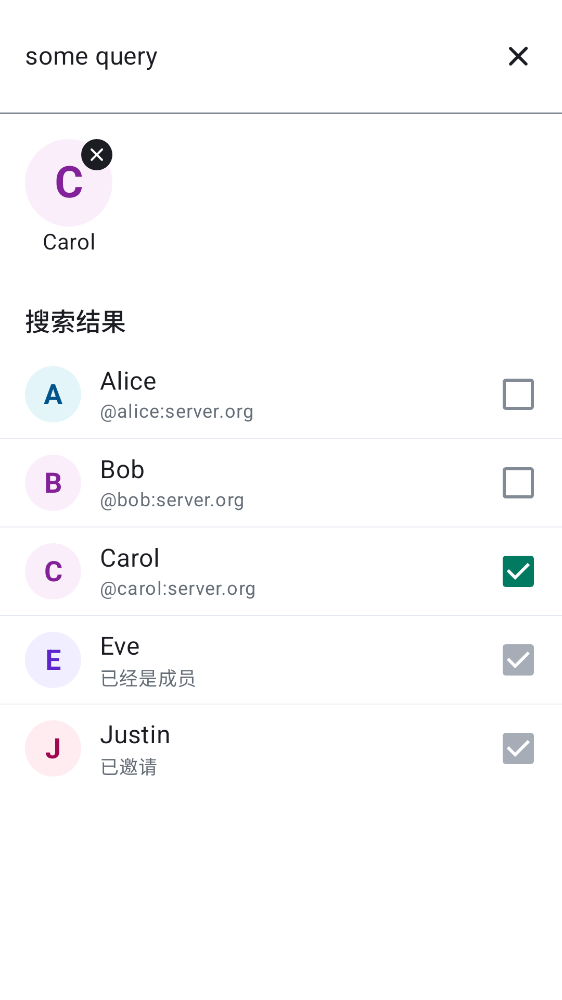 some query
C
Carol
搜索结果
A
Alice
@alice:server.org
B
Bob
@bob:server.org
C
Carol
@carol:server.org
E
Eve
已经是成员
J
Justin
已邀请